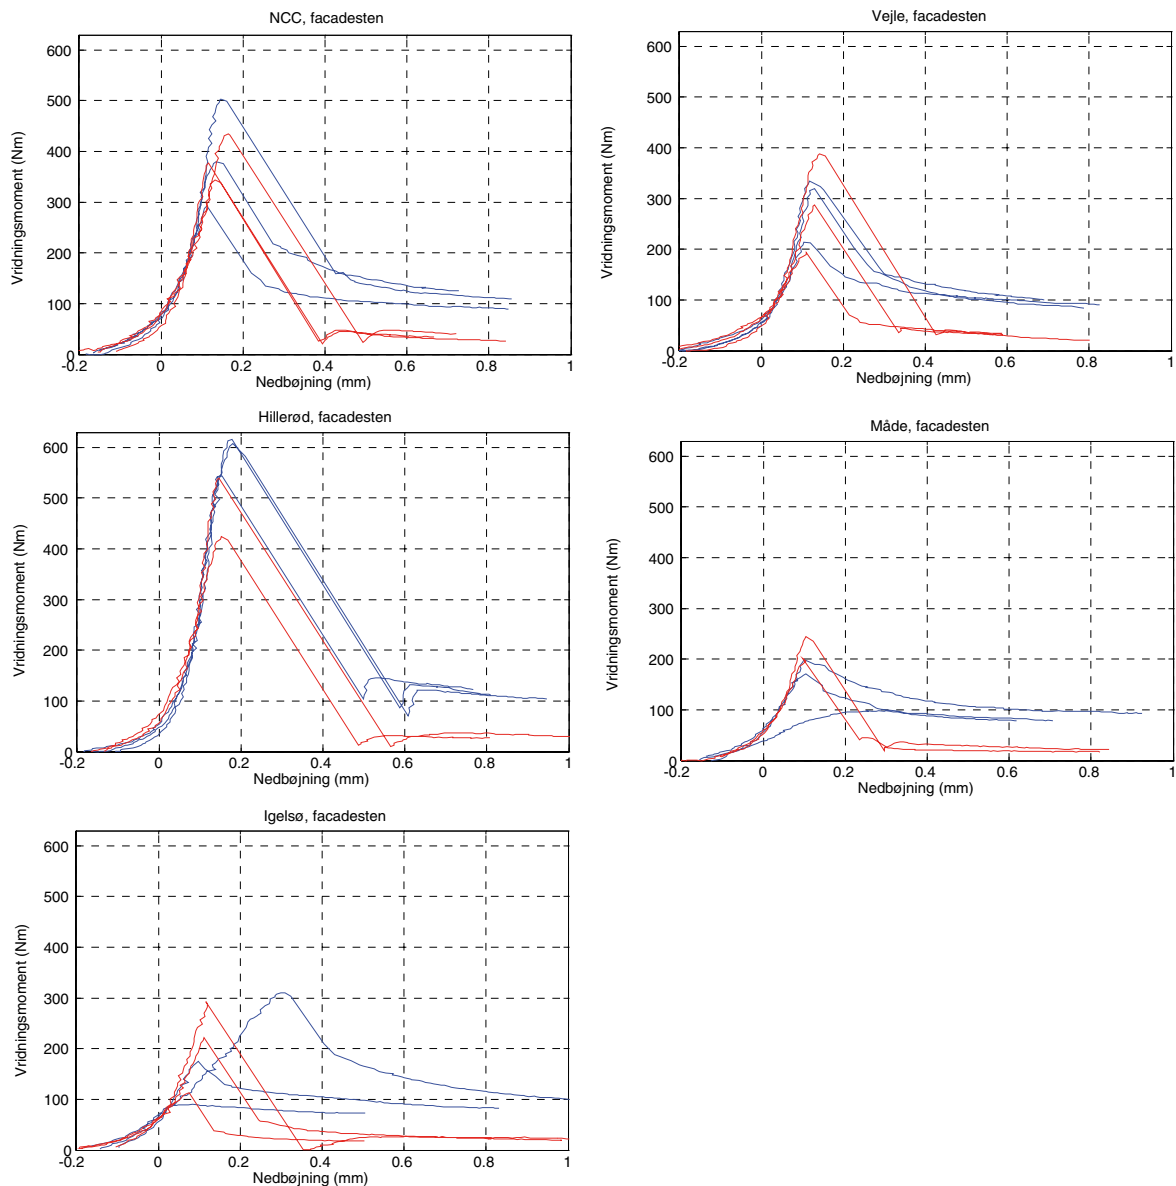 NCC, facadesten
600
500
400
300
200
100
0
Vridningsmoment (Nm)
-0.2 0 0.2 0.4 0.6 0.8 1
Nedbøjning (mm)
Vejle, facadesten
600
500
400
300
200
100
0
Vridningsmoment (Nm)
-0.2 0 0.2 0.4 0.6 0.8 1
Nedbøjning (mm)
Hillerød, facadesten
600
500
400
300
200
100
0
Vridningsmoment (Nm)
-0.2 0 0.2 0.4 0.6 0.8 1
Nedbøjning (mm)
Måde, facadesten
600
500
400
300
200
100
0
Vridningsmoment (Nm)
-0.2 0 0.2 0.4 0.6 0.8 1
Nedbøjning (mm)
Igelsø, facadesten
600
500
400
300
200
100
0
Vridningsmoment (Nm)
-0.2 0 0.2 0.4 0.6 0.8 1
Nedbøjning (mm)